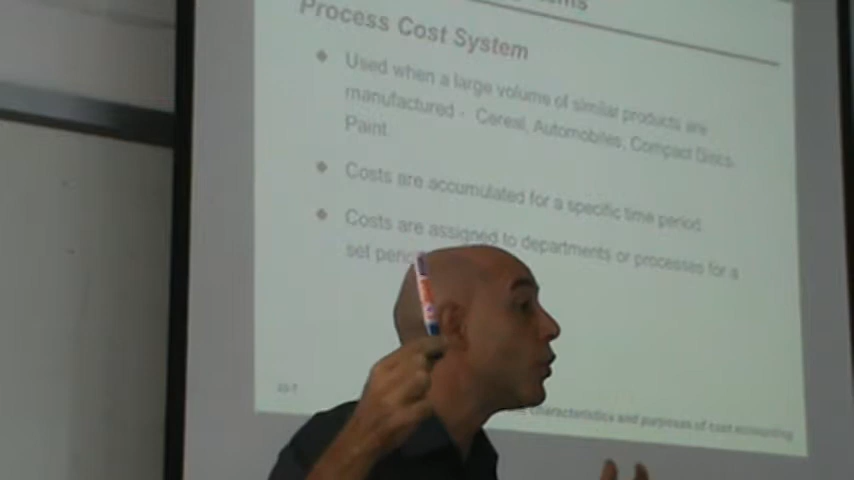 Process Cost System
Used when a large volume of similar products are
manufactured - Cereal, Automobiles, Compact Discs,
Paint.
Costs are accumulated for a specific time period.
Costs are assigned to departments or processes for a
set
characteristics and purposes of cost accounting